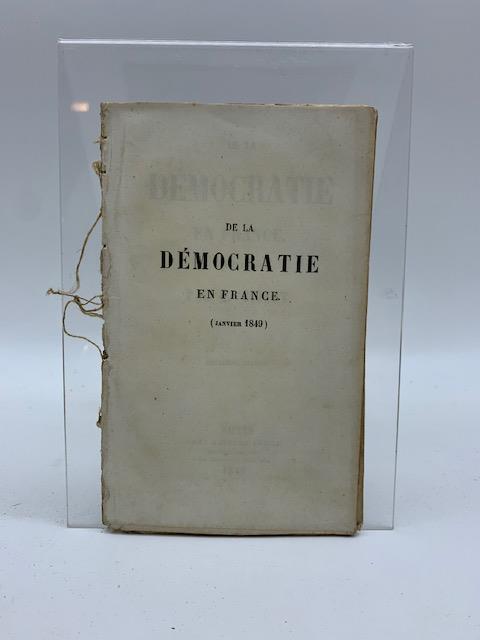 DE LA
DÉMOCRATIE
EN FRANCE.
(JANVIER 1849)